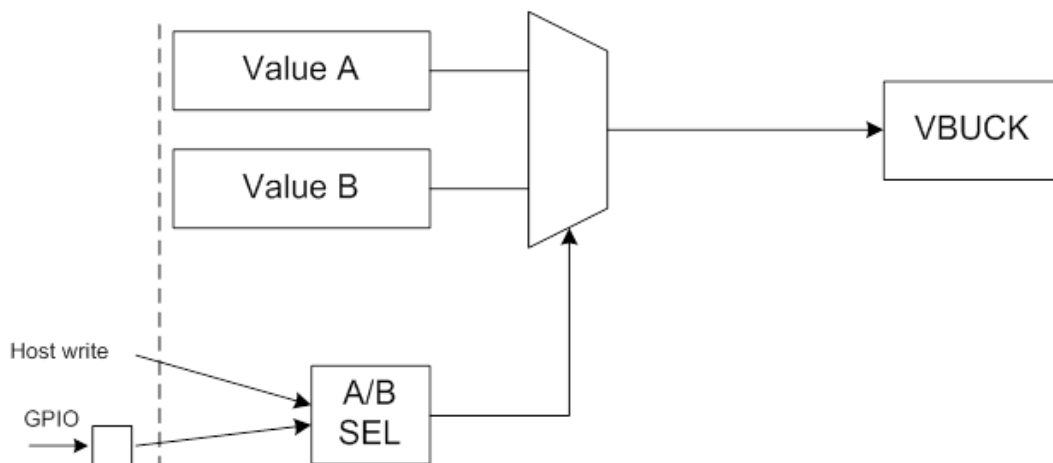 Value A
VBUCK
Value B
Host write
A/B
SEL
GPIO